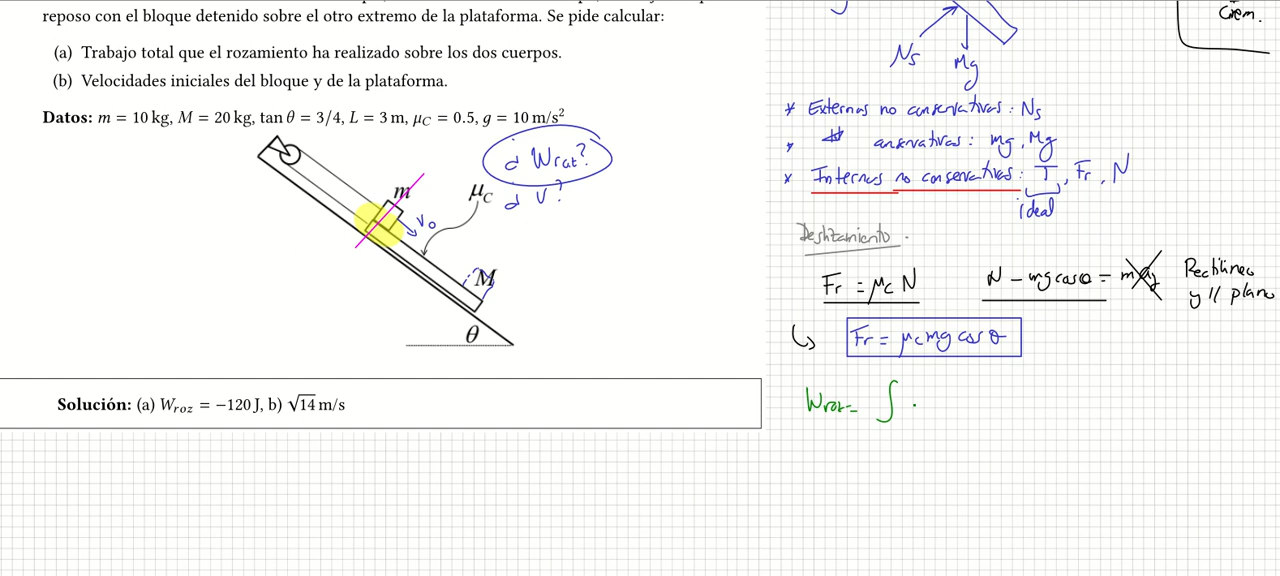 reposo con el bloque detenido sobre el otro extremo de la plataforma. Se pide calcular:
(a) Trabajo total que el rozamiento ha realizado sobre los dos cuerpos.
(b) Velocidades iniciales del bloque y de la plataforma.
Datos: m = 10 kg, M = 20 kg, tan θ = 3/4, L = 3 m, μC = 0.5, g = 10 m/s²
¿ Wrot?
¿ V?
m
μC
V0
M
θ
Solución: (a) Wroz = −120 J, b) √14 m/s
Ciem.
Ns
Mg
* Externas no conservativas : Ns
conservativas : mg, Mg
* Internas no conservativas : T, Fr, N
ideal
Deslizamiento.
Fr = μc N
N − mg cosθ = may
Rectilíneo y // plano
↳ Fr = μc mg cos θ
Wroz= ∫ .